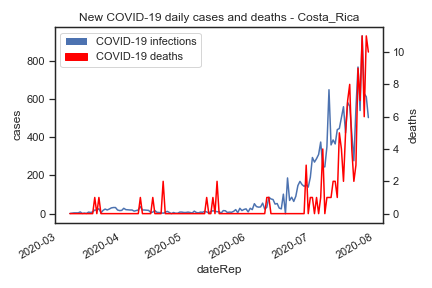 New COVID-19 daily cases and deaths - Costa_Rica
COVID-19 infections
COVID-19 deaths
800
600
400
200
0
cases
10
8
6
4
2
0
deaths
2020-03
2020-04
2020-05
2020-06
2020-07
2020-08
dateRep